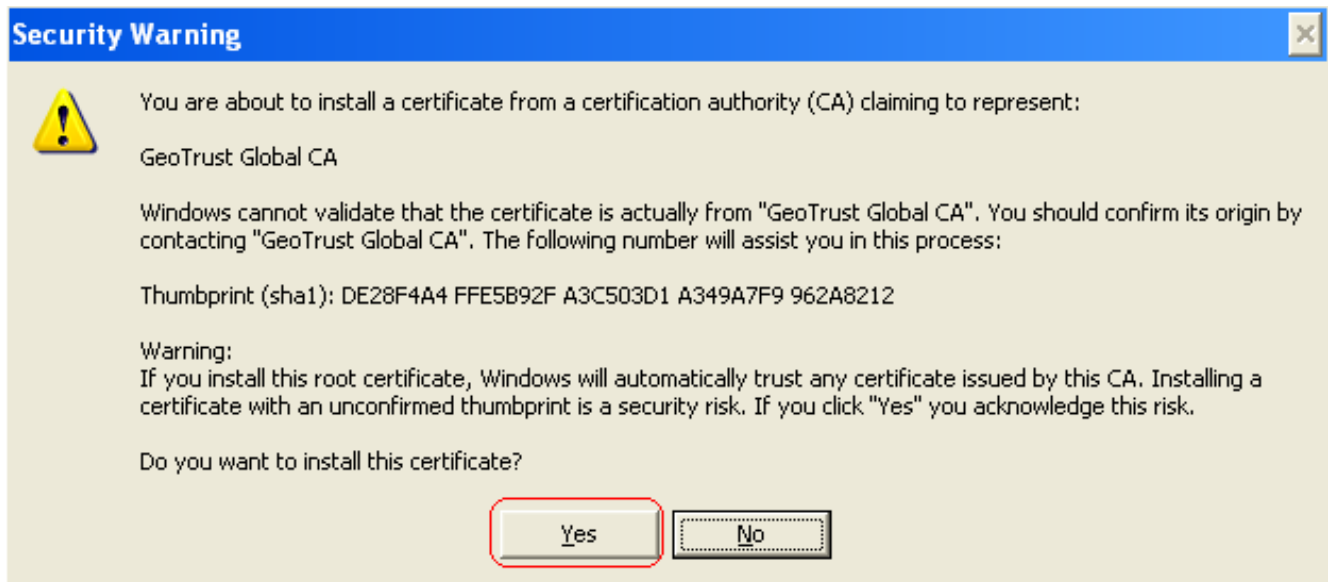 Security Warning
You are about to install a certificate from a certification authority (CA) claiming to represent:
GeoTrust Global CA
Windows cannot validate that the certificate is actually from "GeoTrust Global CA". You should confirm its origin by
contacting "GeoTrust Global CA". The following number will assist you in this process:
Thumbprint (sha1): DE28F4A4 FFE5B92F A3C503D1 A349A7F9 962A8212
Warning:
If you install this root certificate, Windows will automatically trust any certificate issued by this CA. Installing a
certificate with an unconfirmed thumbprint is a security risk. If you click "Yes" you acknowledge this risk.
Do you want to install this certificate?
Yes No